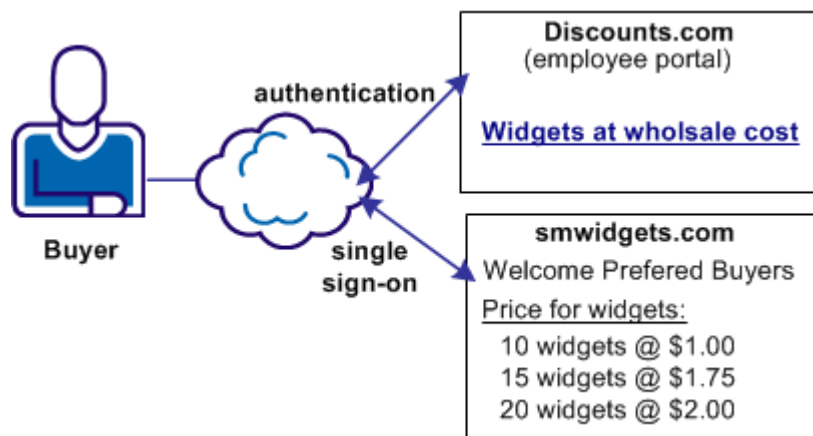 Discounts.com
(employee portal)
authentication
Widgets at wholsale cost
Buyer
single
sign-on
smwidgets.com
Welcome Prefered Buyers
Price for widgets:
10 widgets @ $1.00
15 widgets @ $1.75
20 widgets @ $2.00